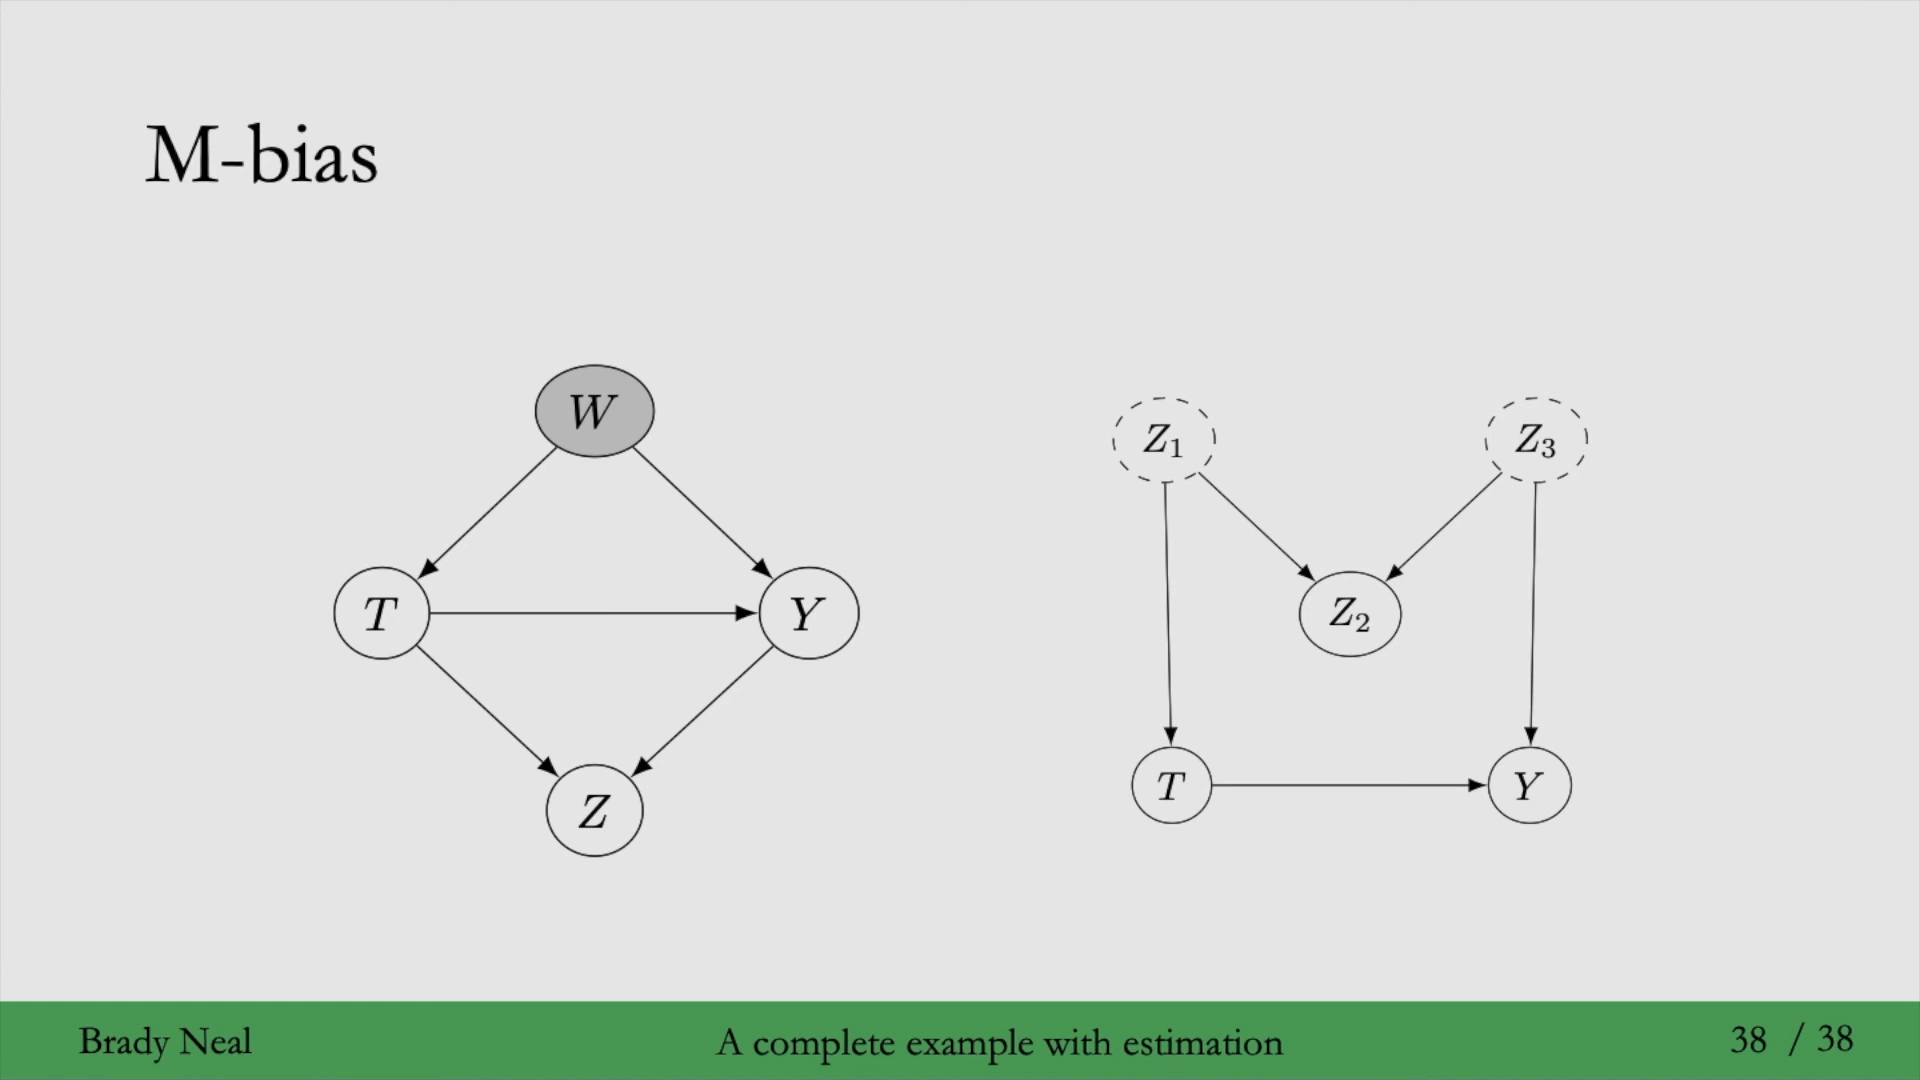 M-bias
W
T
Y
Z
Z₁
Z₃
Z₂
T
Y
Brady Neal
A complete example with estimation
38 / 38